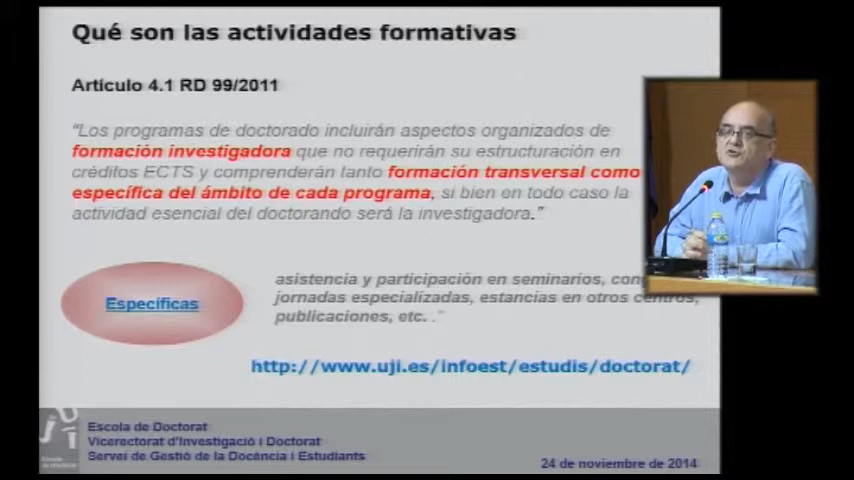 Qué son las actividades formativas
Artículo 4.1 RD 99/2011
"Los programas de doctorado incluirán aspectos organizados de
formación investigadora que no requerirán su estructuración en
créditos ECTS y comprenderán tanto formación transversal como
específica del ámbito de cada programa, si bien en todo caso la
actividad esencial del doctorando será la investigadora."
Específicas
asistencia y participación en seminarios,
jornadas especializadas, estancias en otros centros,
publicaciones, etc. ."
http://www.uji.es/infoest/estudis/doctorat/
UJI
Escola de Doctorat
Vicerectorat d'Investigació i Doctorat
Servei de Gestió de la Docència i Estudiants
24 de noviembre de 2014